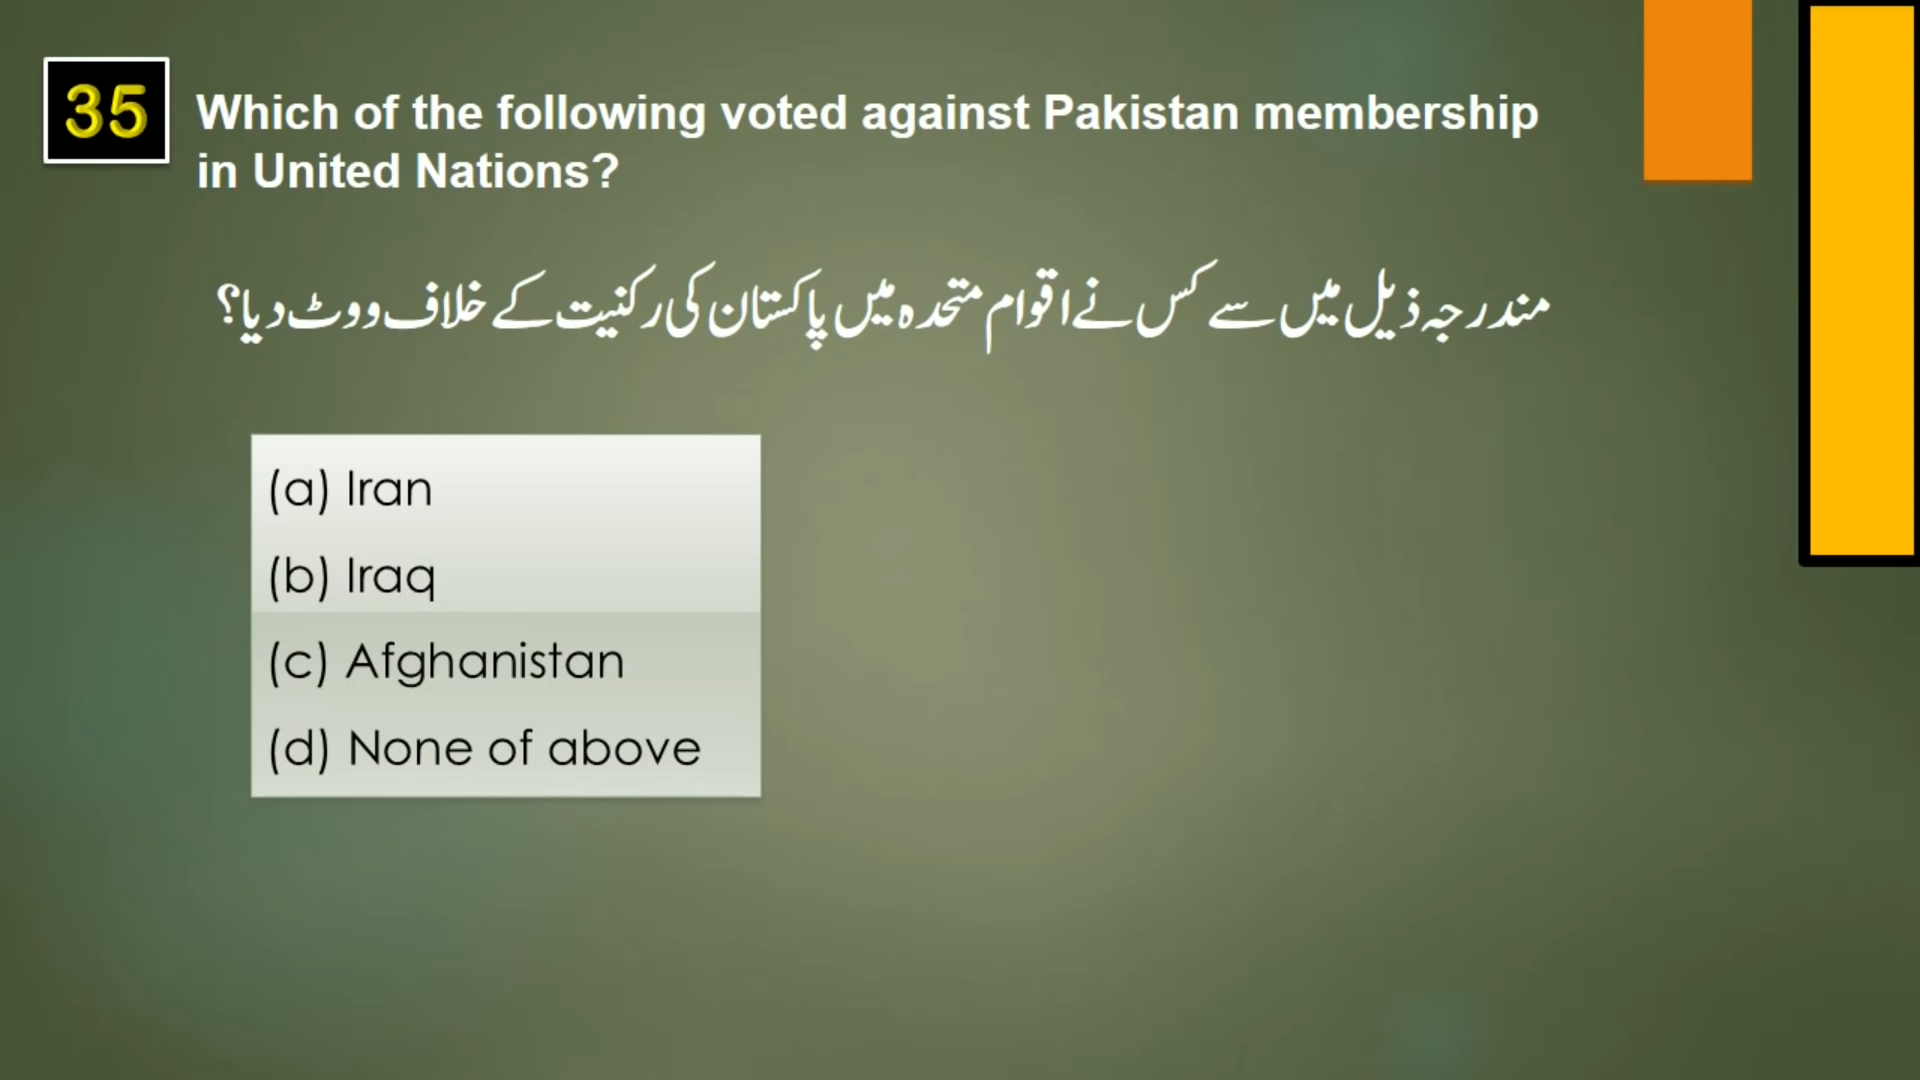 35
Which of the following voted against Pakistan membership
in United Nations?
مندرجہ ذیل میں سے کس نے اقوام متحدہ میں پاکستان کی رکنیت کے خلاف ووٹ دیا؟
(a) Iran
(b) Iraq
(c) Afghanistan
(d) None of above